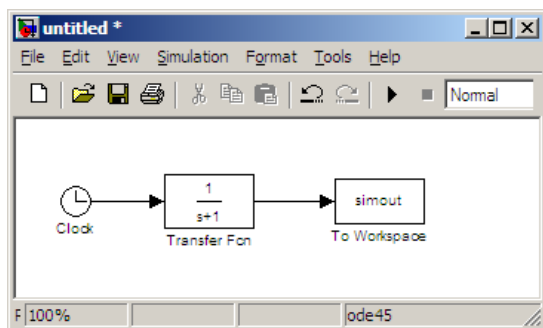 untitled *
File Edit View Simulation Format Tools Help
Normal
1
s+1
simout
Clock
Transfer Fcn
To Workspace
F 100% ode45